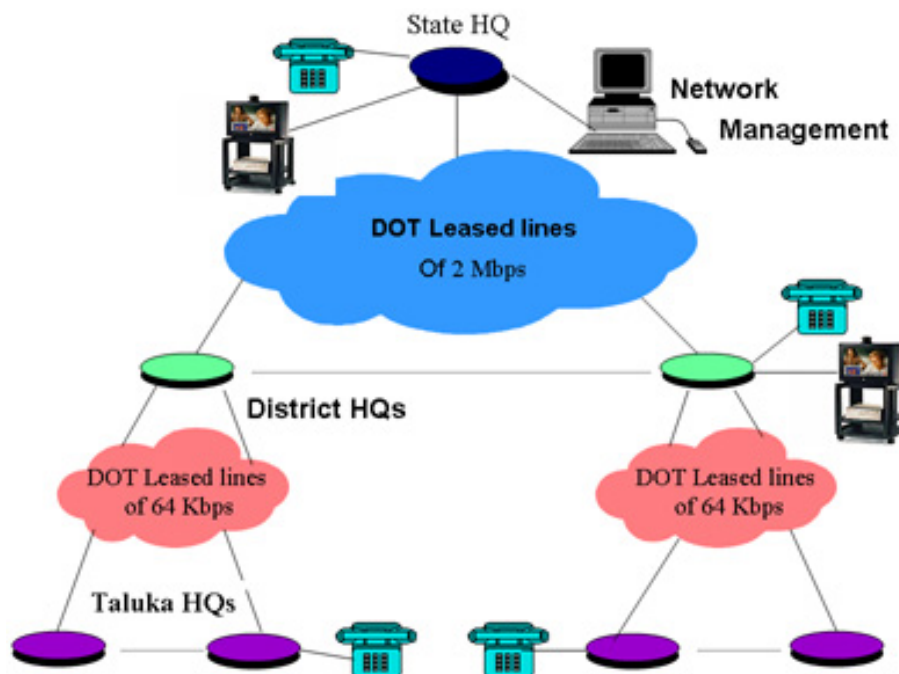 State HQ
Network
Management
DOT Leased lines
Of 2 Mbps
District HQs
DOT Leased lines
of 64 Kbps
DOT Leased lines
of 64 Kbps
Taluka HQs